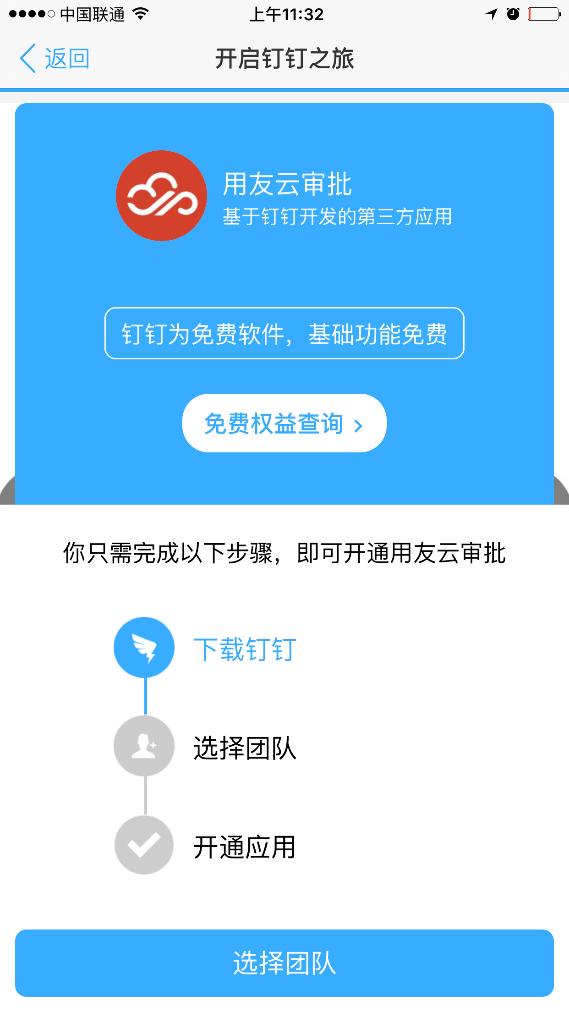 中国联通
上午11:32
返回
开启钉钉之旅
用友云审批
基于钉钉开发的第三方应用
钉钉为免费软件，基础功能免费
免费权益查询 ›
你只需完成以下步骤，即可开通用友云审批
下载钉钉
选择团队
开通应用
选择团队